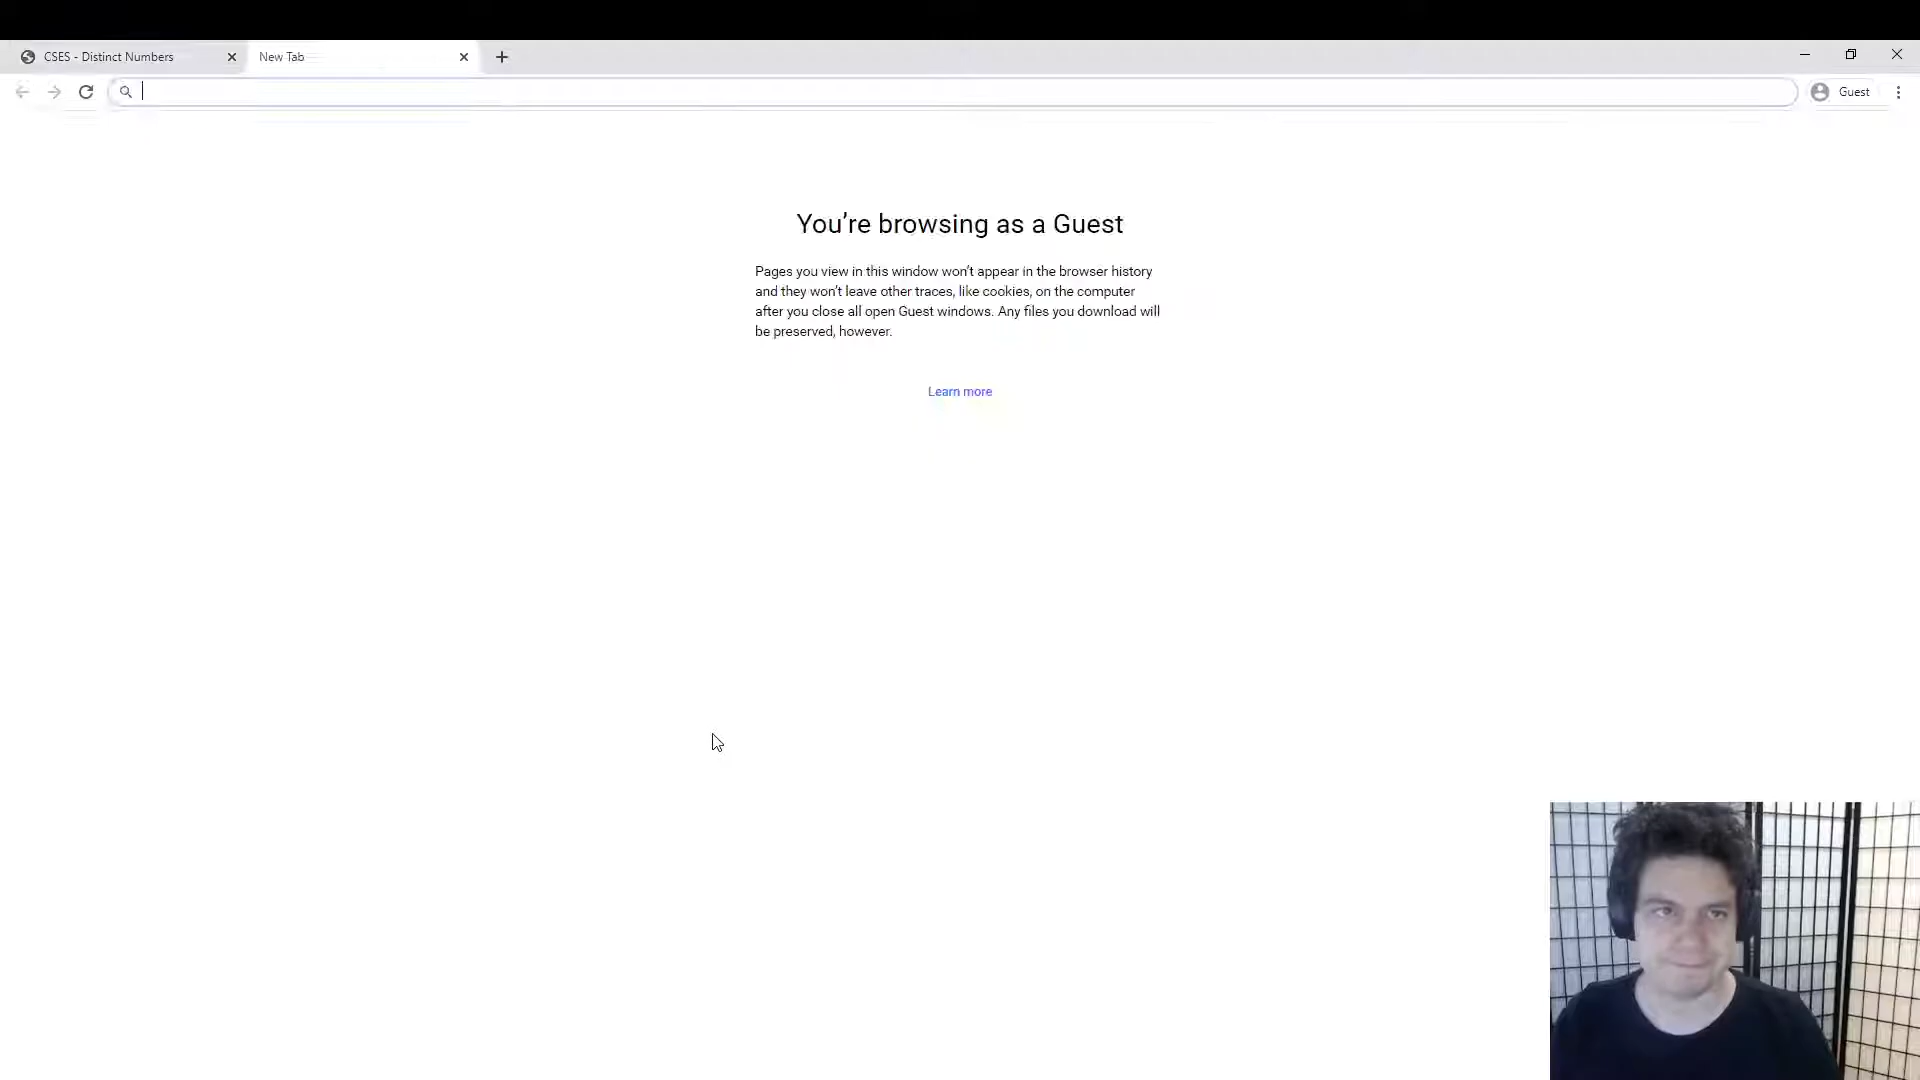 CSES - Distinct Numbers
New Tab
Guest
You’re browsing as a Guest
Pages you view in this window won’t appear in the browser history
and they won’t leave other traces, like cookies, on the computer
after you close all open Guest windows. Any files you download will
be preserved, however.
Learn more